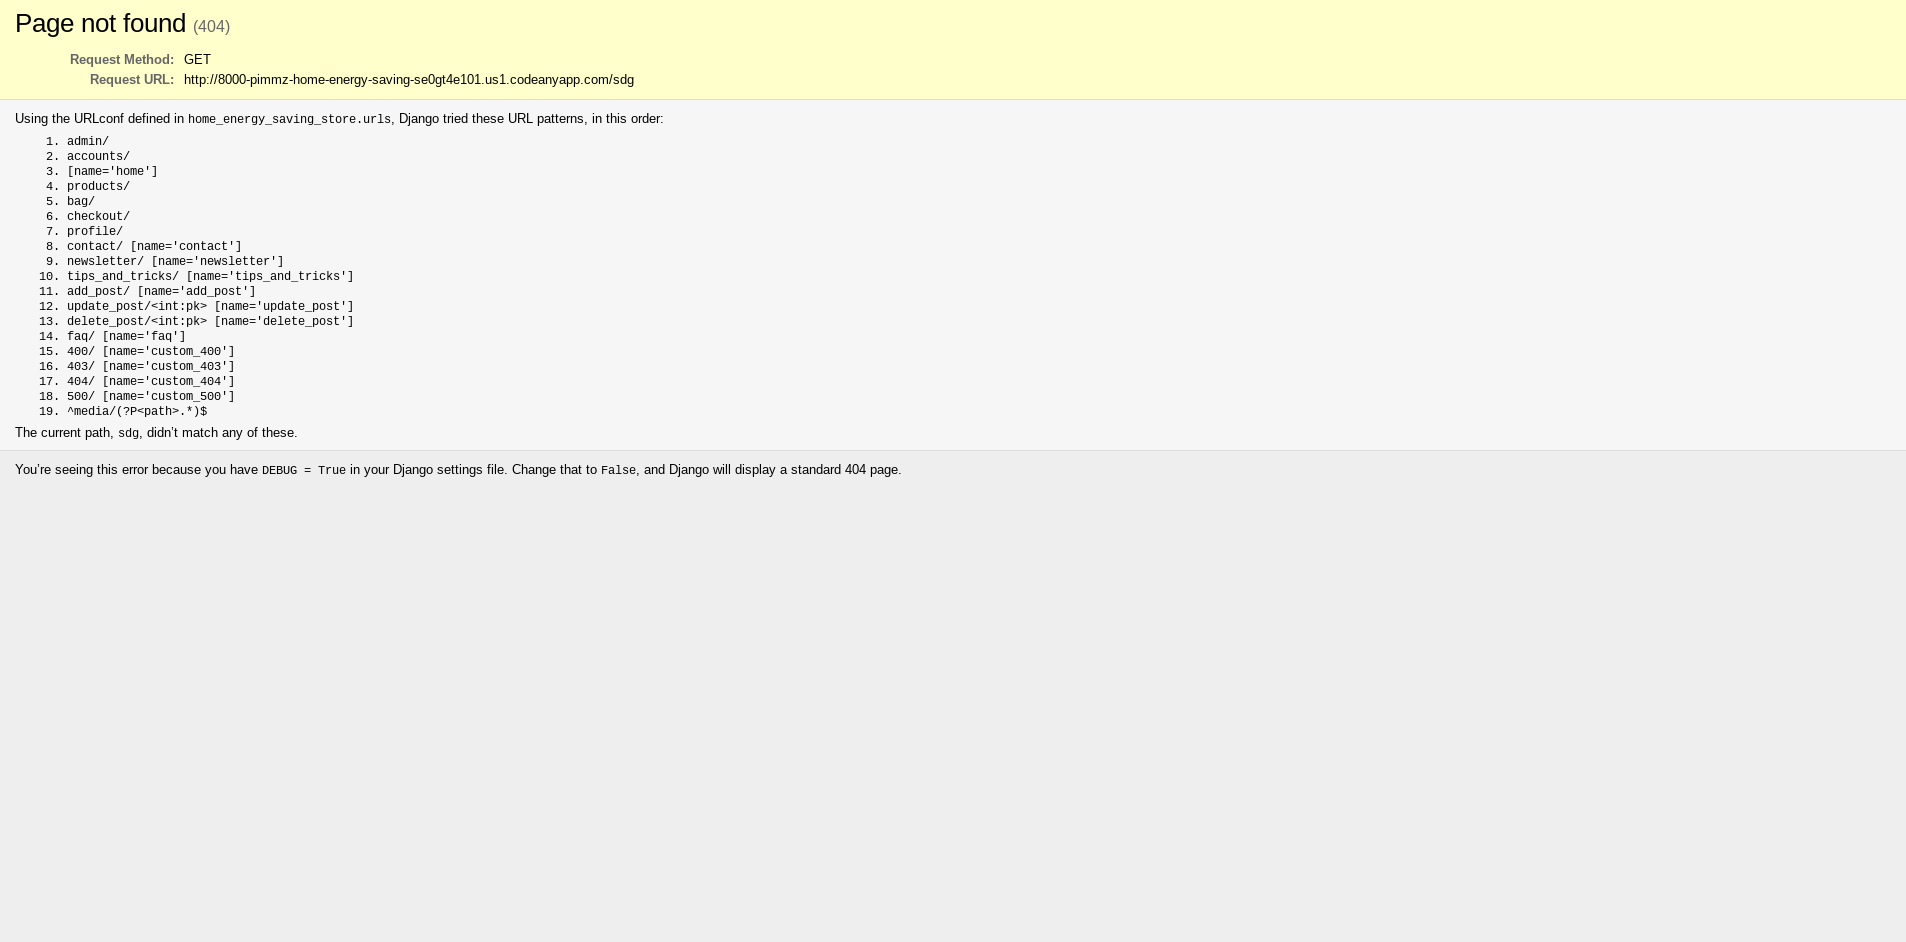 Page not found (404)
Request Method: GET
Request URL: http://8000-pimmz-home-energy-saving-se0gt4e101.us1.codeanyapp.com/sdg
Using the URLconf defined in home_energy_saving_store.urls, Django tried these URL patterns, in this order:
1. admin/
2. accounts/
3. [name='home']
4. products/
5. bag/
6. checkout/
7. profile/
8. contact/ [name='contact']
9. newsletter/ [name='newsletter']
10. tips_and_tricks/ [name='tips_and_tricks']
11. add_post/ [name='add_post']
12. update_post/<int:pk> [name='update_post']
13. delete_post/<int:pk> [name='delete_post']
14. faq/ [name='faq']
15. 400/ [name='custom_400']
16. 403/ [name='custom_403']
17. 404/ [name='custom_404']
18. 500/ [name='custom_500']
19. ^media/(?P<path>.*)$
The current path, sdg, didn’t match any of these.
You’re seeing this error because you have DEBUG = True in your Django settings file. Change that to False, and Django will display a standard 404 page.